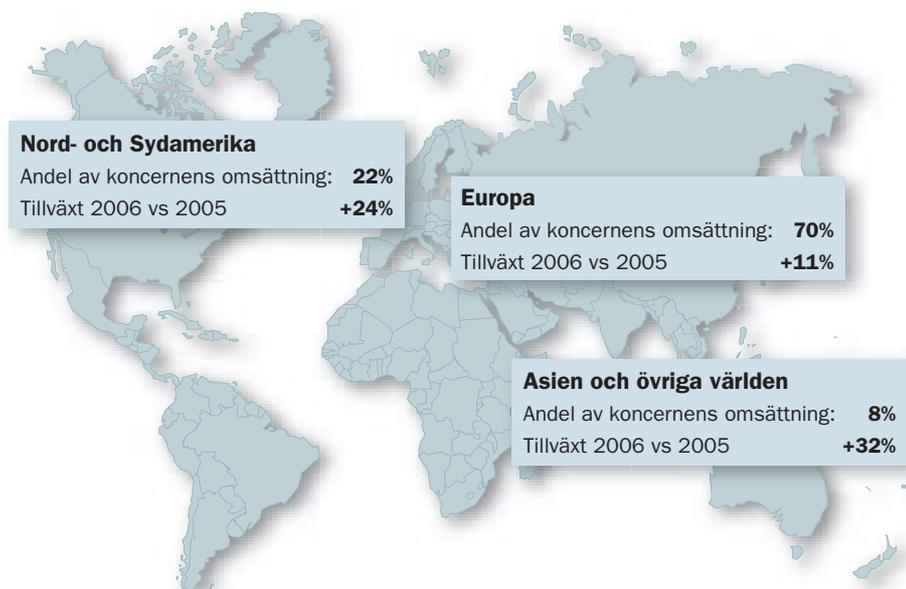 Nord- och Sydamerika
Andel av koncernens omsättning: 22%
Tillväxt 2006 vs 2005 +24%
Europa
Andel av koncernens omsättning: 70%
Tillväxt 2006 vs 2005 +11%
Asien och övriga världen
Andel av koncernens omsättning: 8%
Tillväxt 2006 vs 2005 +32%